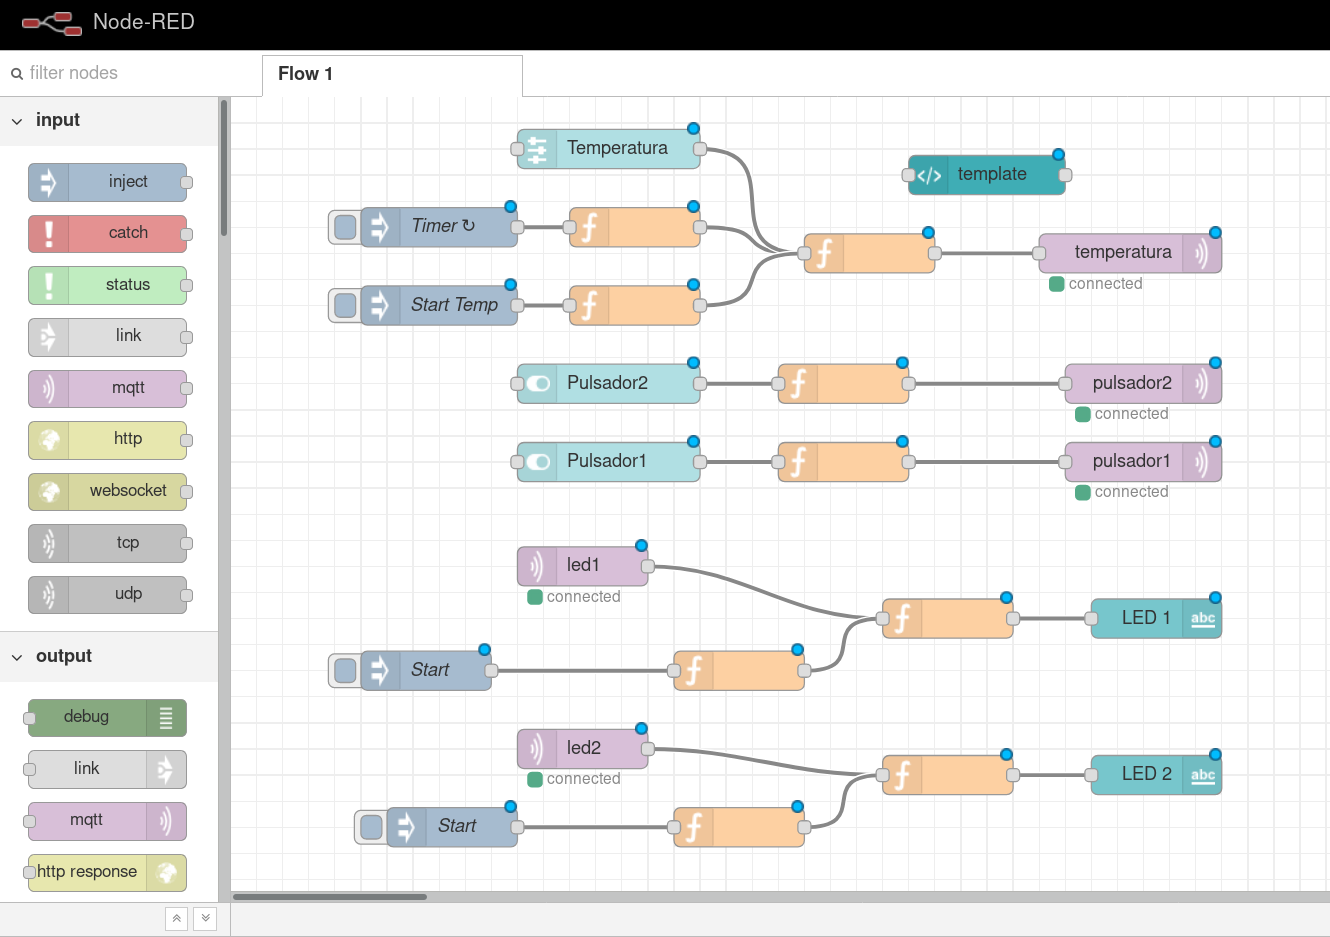 Node-RED
filter nodes
Flow 1
input
inject
catch
status
link
mqtt
http
websocket
tcp
udp
output
debug
link
mqtt
http response
Temperatura
template
Timer ↻
temperatura
connected
Start Temp
Pulsador2
pulsador2
connected
Pulsador1
pulsador1
connected
led1
connected
LED 1
abc
Start
led2
connected
LED 2
abc
Start